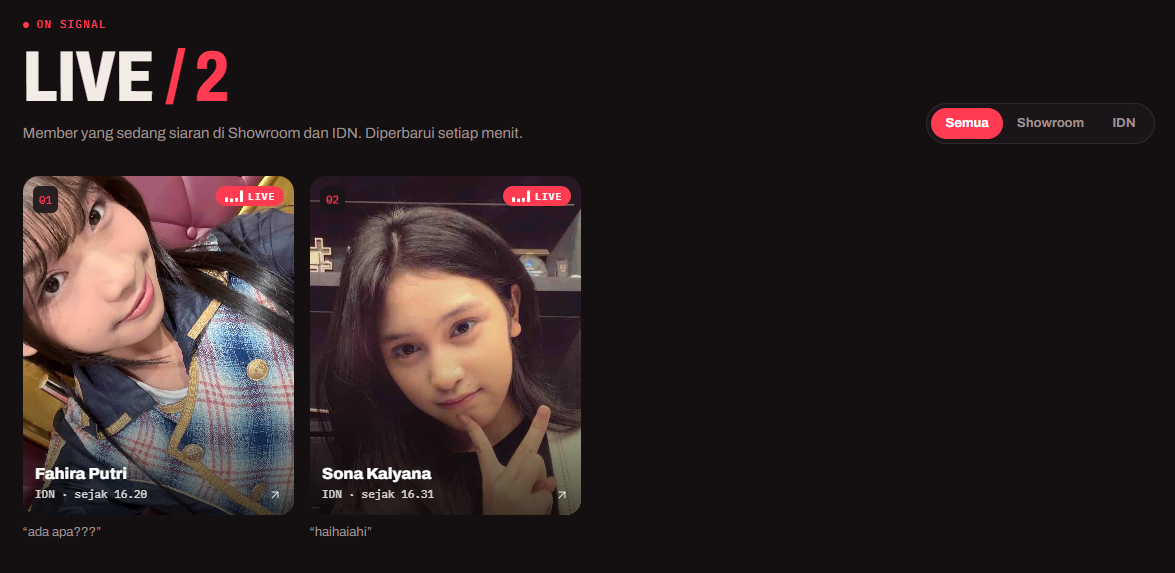 ON SIGNAL
LIVE / 2
Member yang sedang siaran di Showroom dan IDN. Diperbarui setiap menit.
Semua Showroom IDN
01 LIVE
02 LIVE
Fahira Putri
IDN · sejak 16.20
“ada apa???”
Sona Kalyana
IDN · sejak 16.31
“haihaiahi”